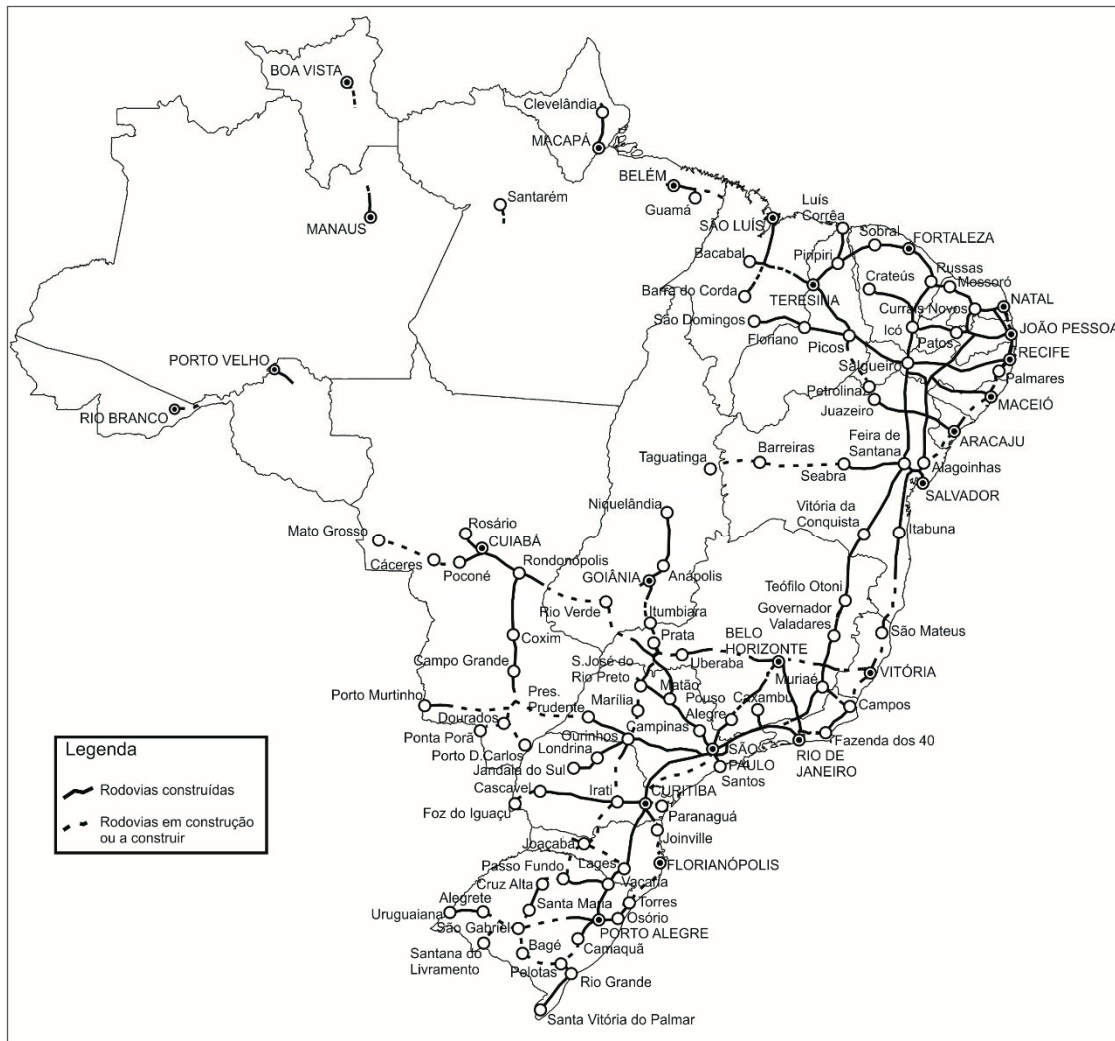 BOA VISTA
Clevelândia
MACAPÁ
BELÉM
Guamá
Santarém
MANAUS
SÃO LUÍS
Luís
Corrêa
Sobral
FORTALEZA
Bacabal
Piripiri
Russas
Crateús
Mossoró
Barra do Corda
TERESINA
Currais Novos
NATAL
São Domingos
Floriano
Picos
Icó
Patos
JOÃO PESSOA
RECIFE
PORTO VELHO
Salgueiro
Palmares
RIO BRANCO
Petrolina
Juazeiro
MACEIÓ
ARACAJU
Feira de
Santana
Barreiras
Taguatinga
Seabra
Alagoinhas
SALVADOR
Niquelândia
Vitória da
Conquista
Itabuna
Mato Grosso
Rosário
CUIABÁ
Cáceres
Poconé
Rondonópolis
GOIÂNIA
Anápolis
Teófilo Otoni
Rio Verde
Itumbiara
Governador
Valadares
Coxim
Prata
BELO
HORIZONTE
São Mateus
Campo Grande
Uberaba
S.José do
Rio Preto
Muriaé
VITÓRIA
Porto Murtinho
Pres.
Prudente
Marília
Matão
Pouso
Alegre
Caxambu
Campos
Dourados
Ourinhos
Campinas
Ponta Porã
Fazenda dos 40
Porto D.Carlos
Londrina
SÃO
PAULO
RIO DE
JANEIRO
Jandaia do Sul
Santos
Cascavel
Irati
CURITIBA
Foz do Iguaçu
Paranaguá
Joinville
Joaçaba
Passo Fundo
Lages
FLORIANÓPOLIS
Cruz Alta
Vacaria
Alegrete
Torres
Uruguaiana
Santa Maria
Osório
São Gabriel
PORTO ALEGRE
Santana do
Livramento
Bagé
Camaquã
Pelotas
Rio Grande
Santa Vitória do Palmar
Legenda
Rodovias construídas
Rodovias em construção
ou a construir